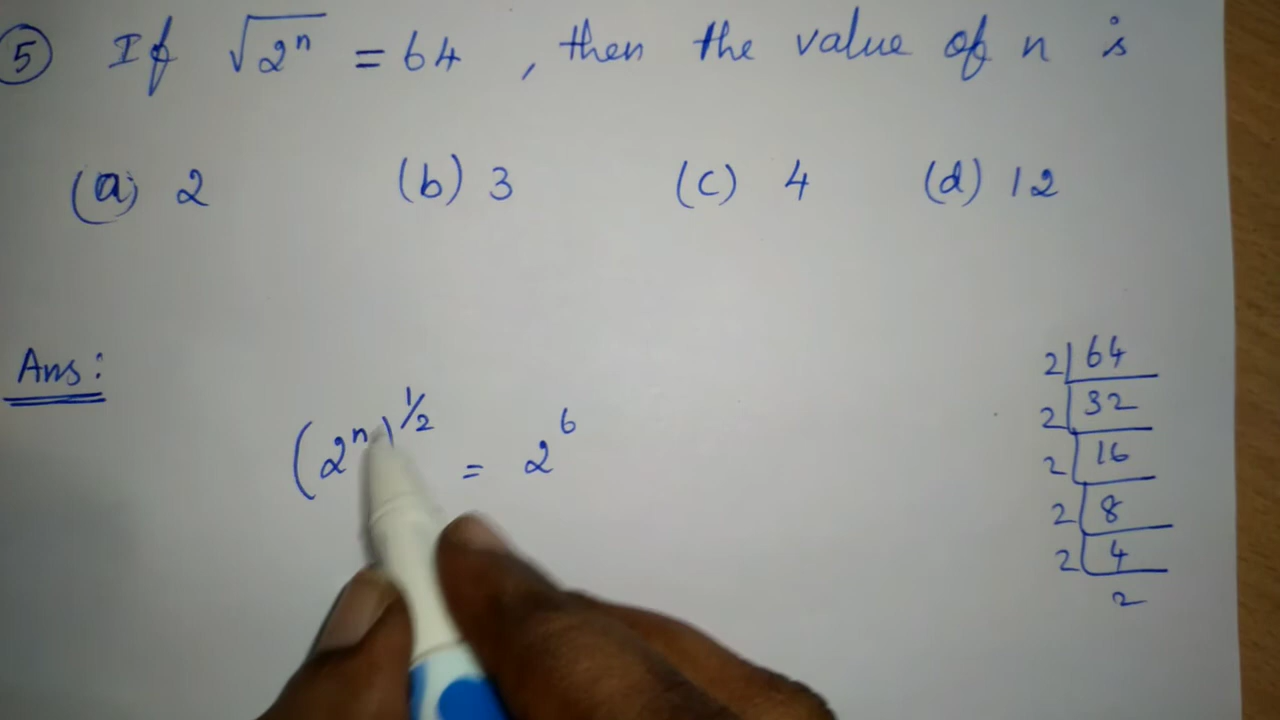 ⑤ If √2ⁿ = 64 , then the value of n is
(a) 2 (b) 3 (c) 4 (d) 12
Ans:
(2ⁿ)^1/2 = 2⁶
2 | 64
2 | 32
2 | 16
2 | 8
2 | 4
2